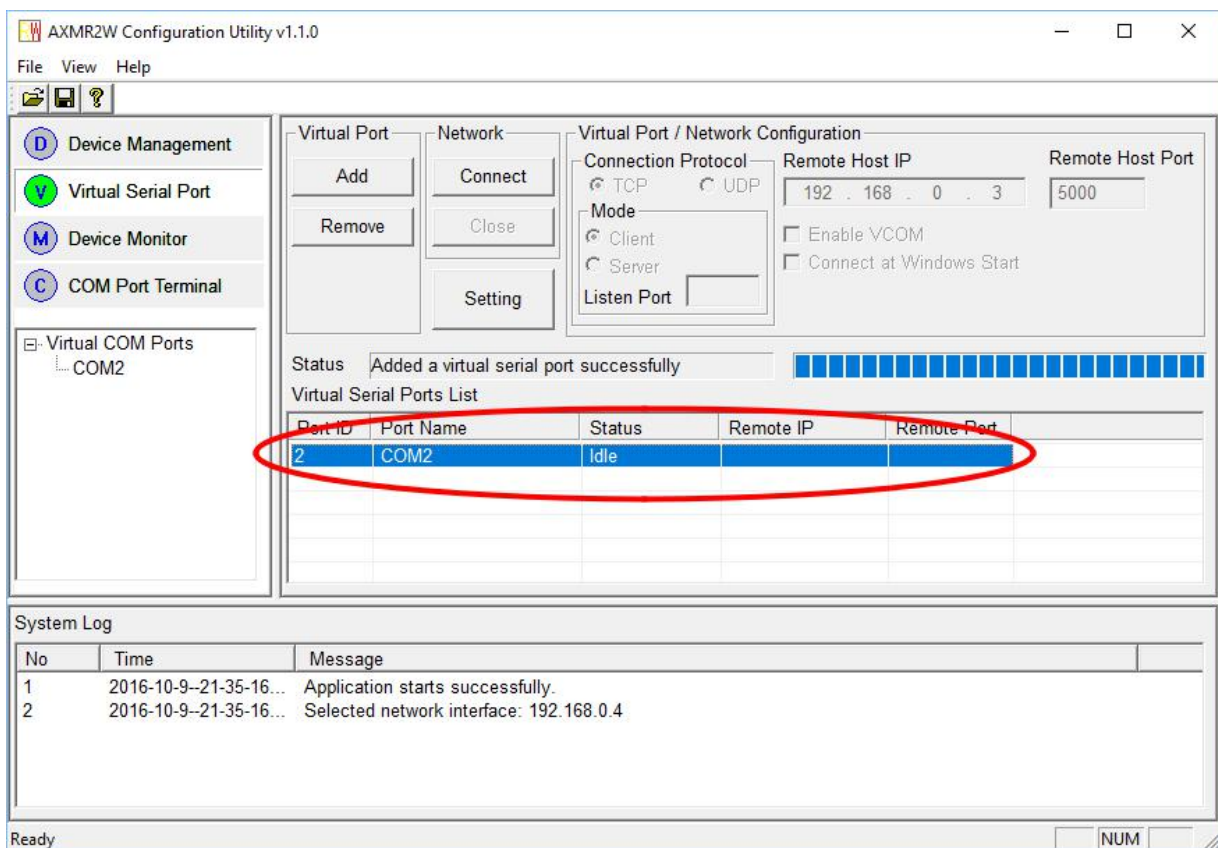 AXMR2W Configuration Utility v1.1.0
File View Help
D Device Management
V Virtual Serial Port
M Device Monitor
C COM Port Terminal
Virtual COM Ports
COM2
Virtual Port
Add
Remove
Network
Connect
Close
Setting
Virtual Port / Network Configuration
Connection Protocol
TCP UDP
Mode
Client
Server
Listen Port
Remote Host IP
192 . 168 . 0 . 3
Remote Host Port
5000
Enable VCOM
Connect at Windows Start
Status Added a virtual serial port successfully
Virtual Serial Ports List
Port ID Port Name Status Remote IP Remote Port
2 COM2 Idle
System Log
No Time Message
1 2016-10-9--21-35-16... Application starts successfully.
2 2016-10-9--21-35-16... Selected network interface: 192.168.0.4
Ready NUM